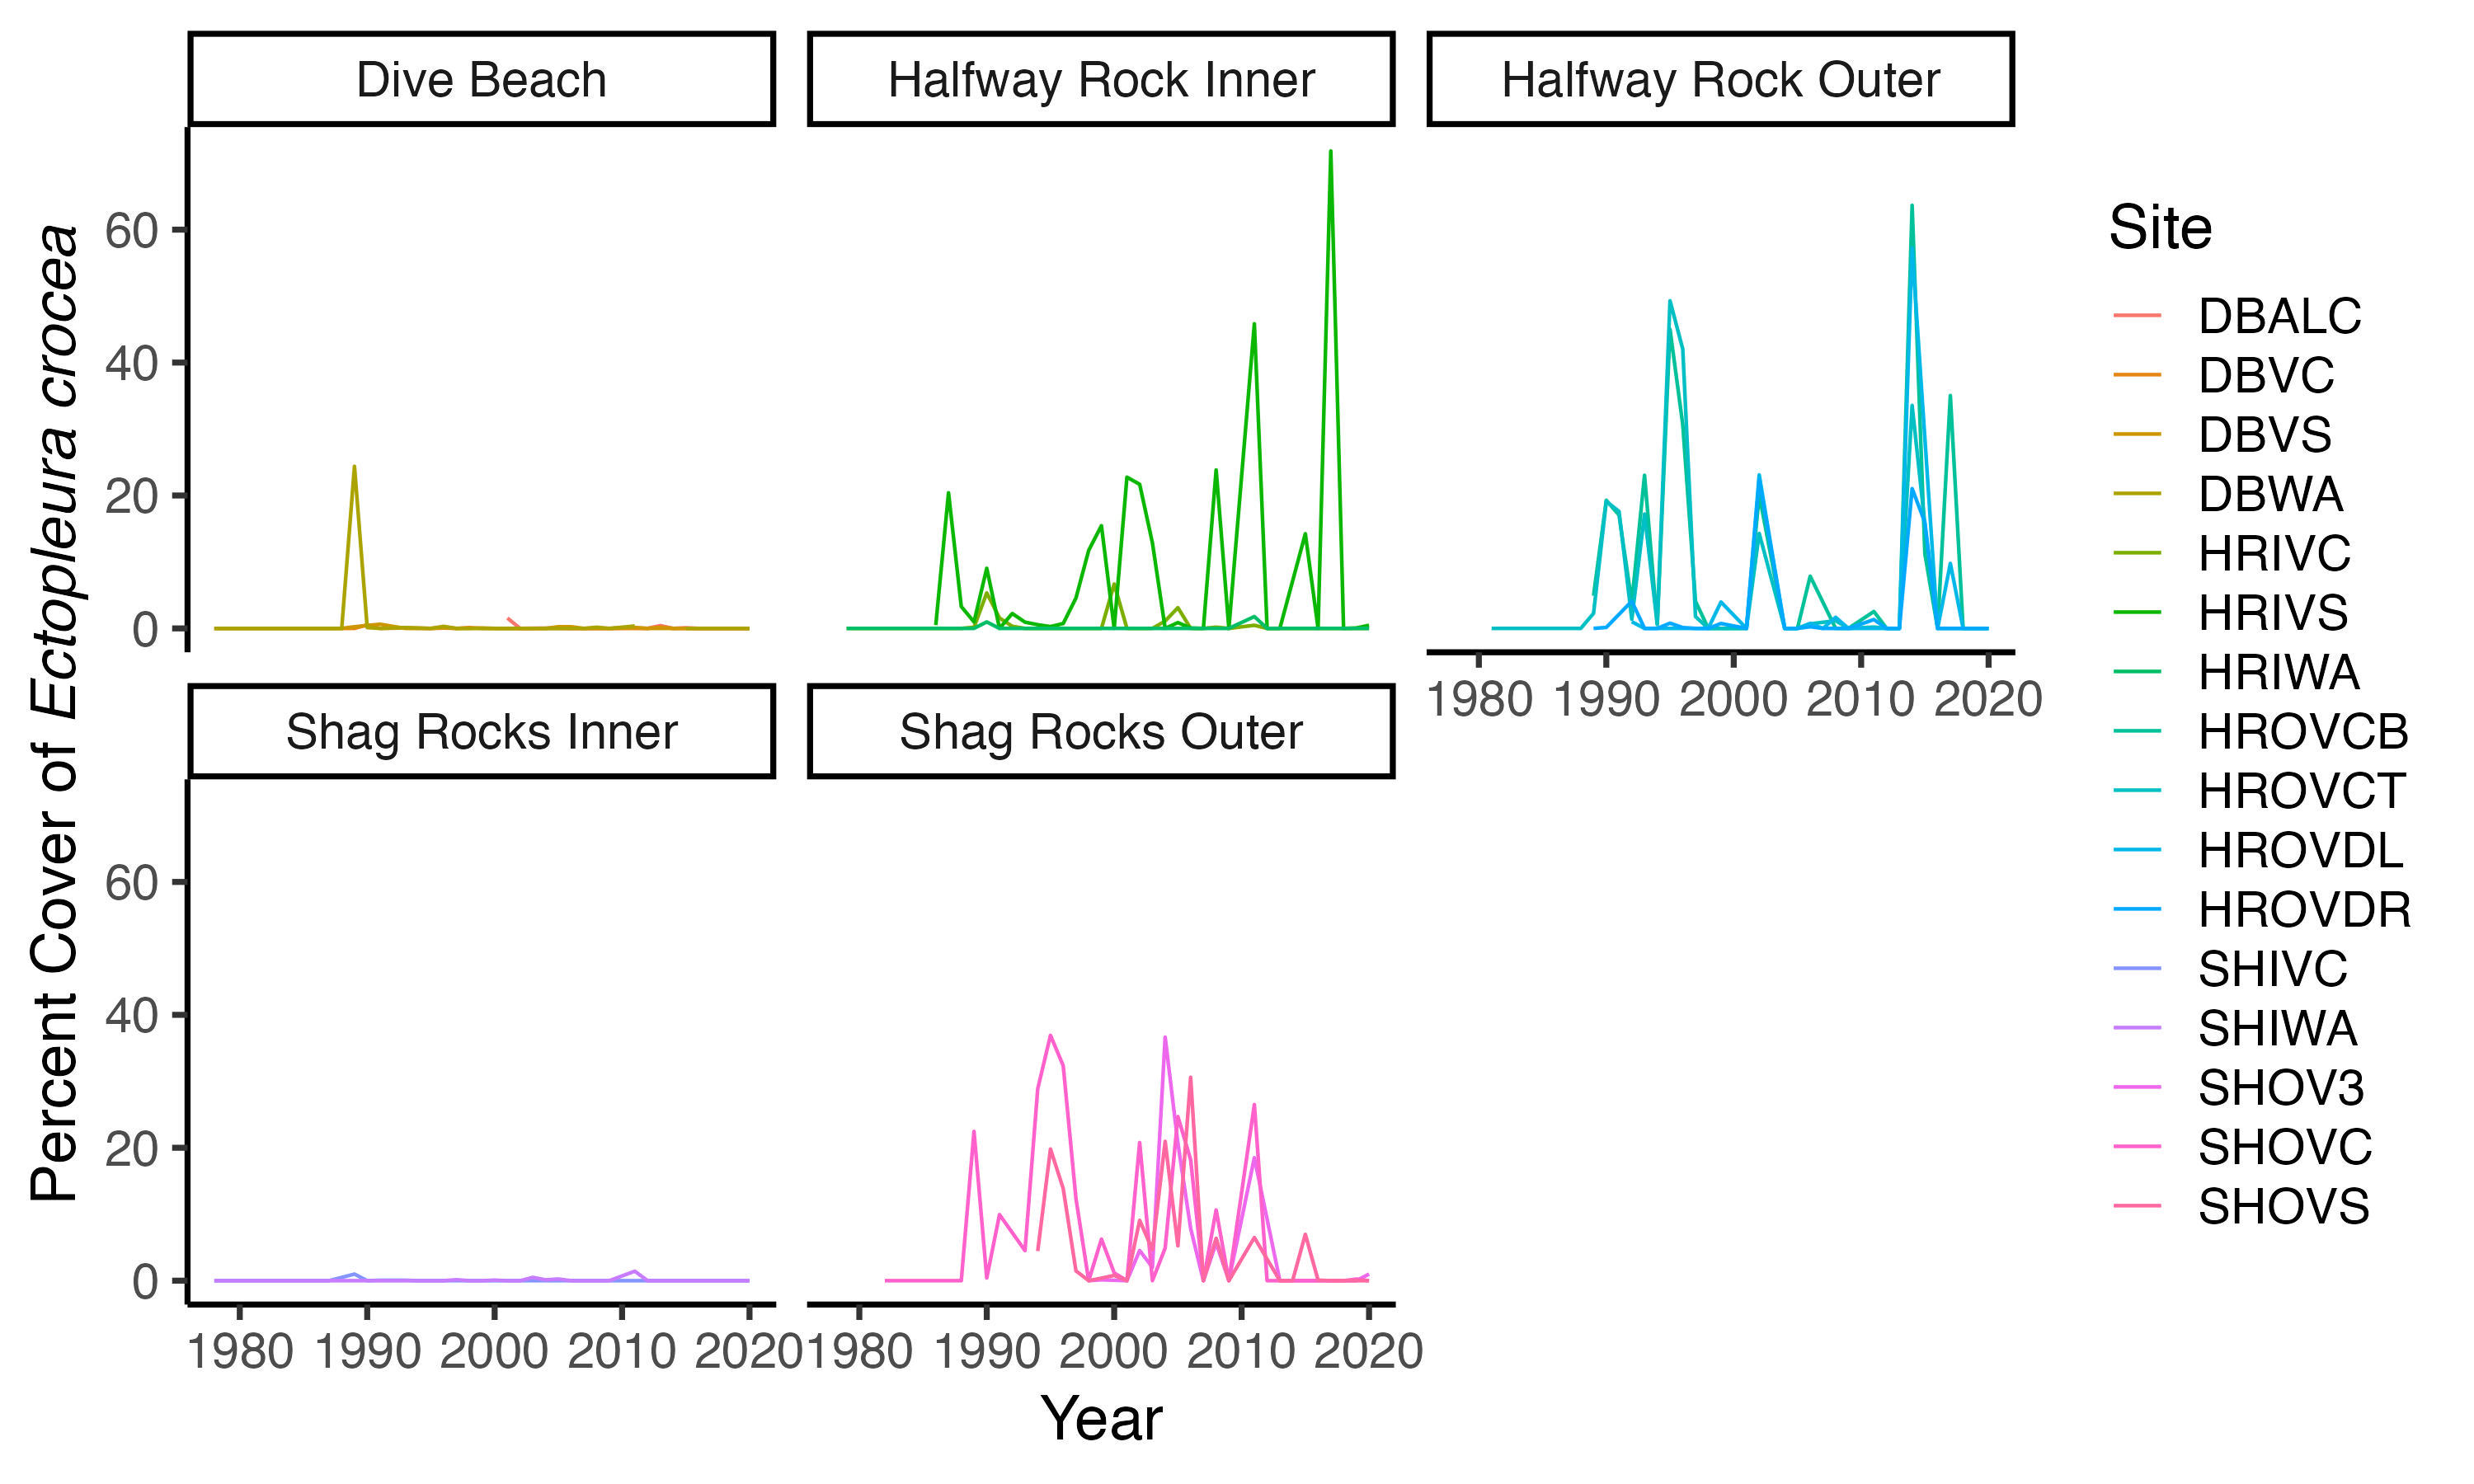 Dive Beach
Halfway Rock Inner
Halfway Rock Outer
60
40
20
0
1980 1990 2000 2010 2020
Shag Rocks Inner
Shag Rocks Outer
60
40
20
0
1980 1990 2000 2010 2020
1980 1990 2000 2010 2020
Year
Percent Cover of Ectopleura crocea
Site
DBALC
DBVC
DBVS
DBWA
HRIVC
HRIVS
HRIWA
HROVCB
HROVCT
HROVDL
HROVDR
SHIVC
SHIWA
SHOV3
SHOVC
SHOVS